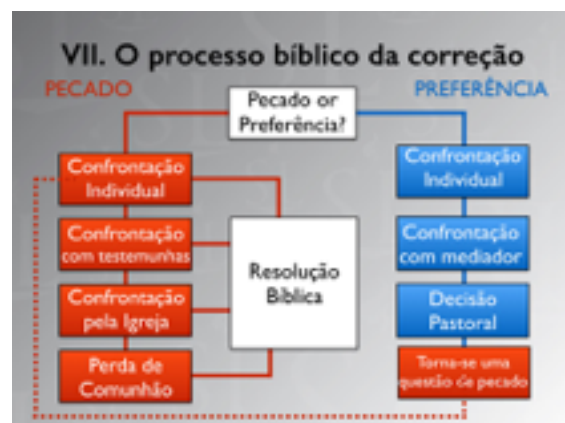 VII. O processo bíblico da correção
PECADO
PREFERÊNCIA
Pecado or
Preferência?
Confrontação
Individual
Confrontação
com testemunhas
Confrontação
pela Igreja
Perda de
Comunhão
Resolução
Bíblica
Confrontação
Individual
Confrontação
com mediador
Decisão
Pastoral
Torna-se uma
questão de pecado